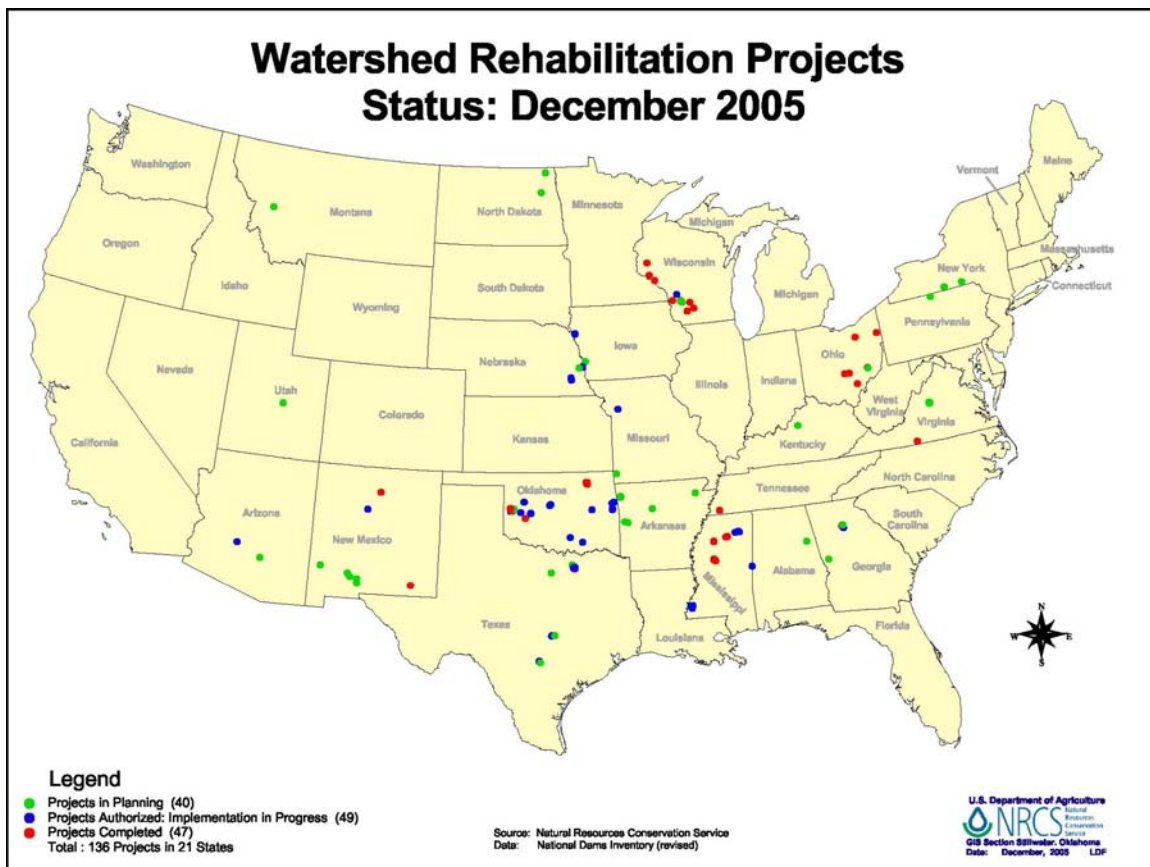 Watershed Rehabilitation Projects
Status: December 2005
Washington
Montana
North Dakota
Minnesota
Michigan
Vermont
Maine
Oregon
Idaho
Wyoming
South Dakota
Wisconsin
Michigan
New York
Massachusetts
Connecticut
Nevada
Utah
Colorado
Nebraska
Iowa
Illinois
Indiana
Ohio
Pennsylvania
West
Virginia
Virginia
California
Kansas
Missouri
Kentucky
Arizona
New Mexico
Oklahoma
Arkansas
Tennessee
North Carolina
South
Carolina
Texas
Louisiana
Mississippi
Alabama
Georgia
Florida
N
W E
S
Legend
Projects in Planning (40)
Projects Authorized: Implementation in Progress (49)
Projects Completed (47)
Total : 136 Projects in 21 States
Source: Natural Resources Conservation Service
Data: National Dams Inventory (revised)
U.S. Department of Agriculture
NRCS
Natural
Resources
Conservation
Service
GIS Section Stillwater, Oklahoma
Date: December, 2005 LDF